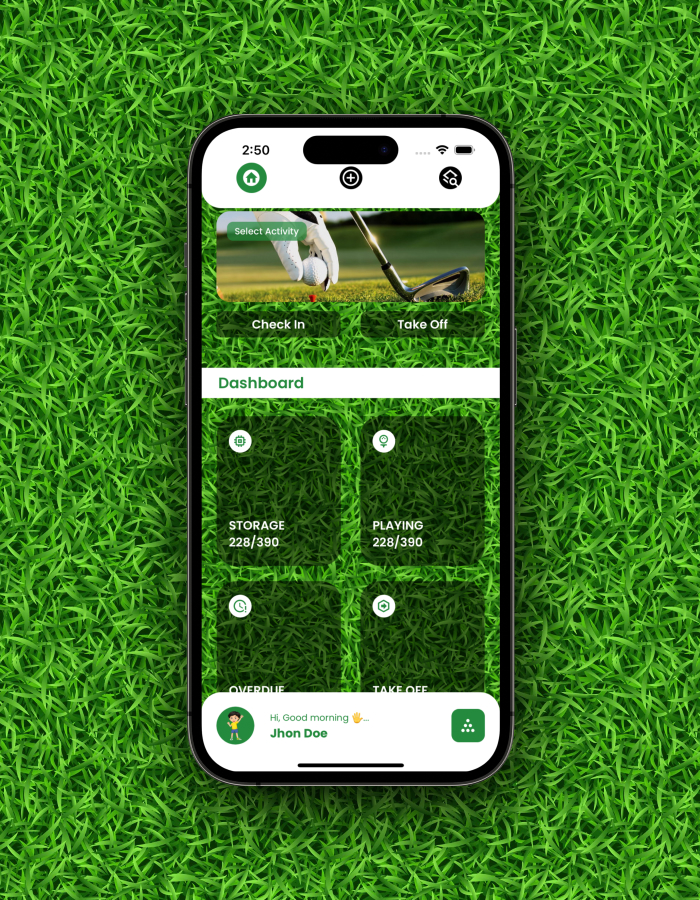 2:50
Select Activity
Check In
Take Off
Dashboard
STORAGE
228/390
PLAYING
228/390
OVERDUE
TAKE OFF
Hi, Good morning 🖐️...
Jhon Doe